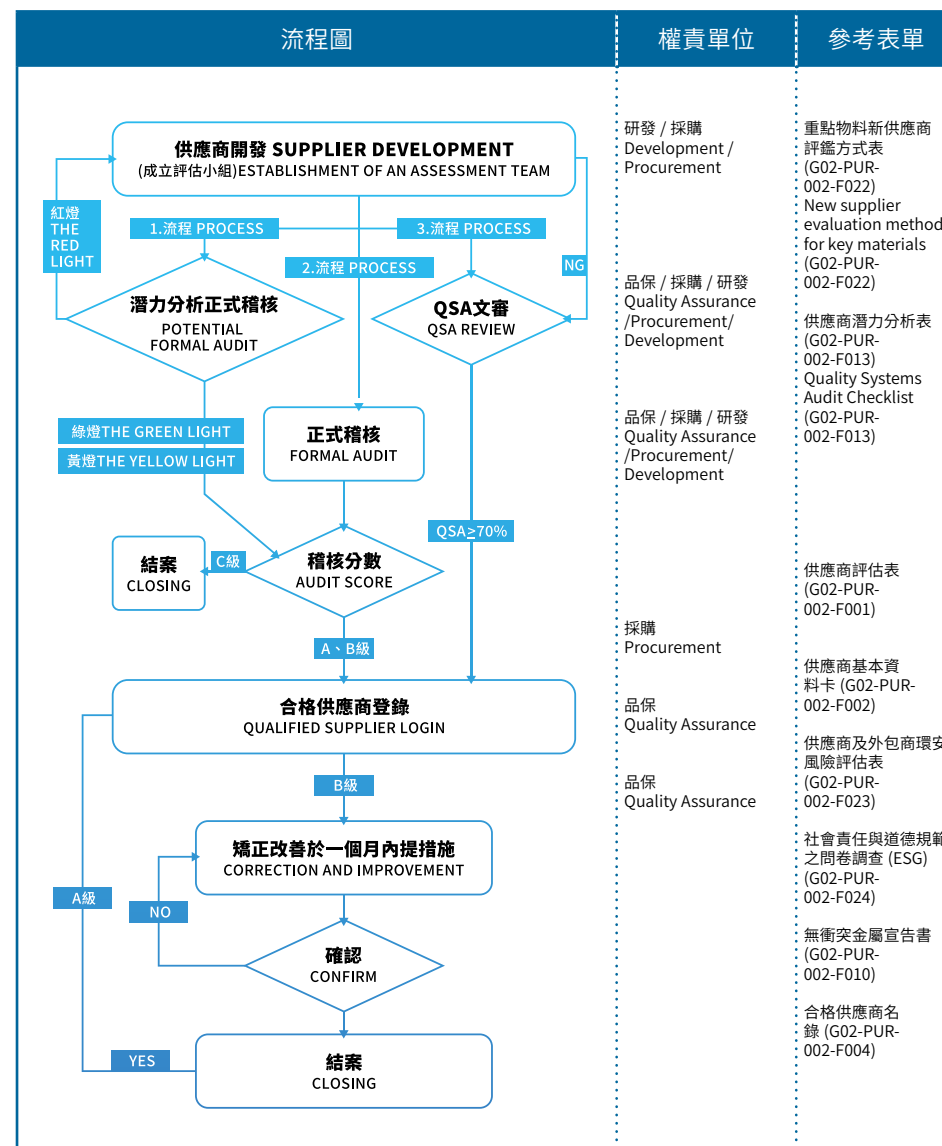 流程圖
權責單位
參考表單
供應商開發 SUPPLIER DEVELOPMENT
(成立評估小組)ESTABLISHMENT OF AN ASSESSMENT TEAM
紅燈
THE
RED
LIGHT
1.流程 PROCESS
3.流程 PROCESS
2.流程 PROCESS
NG
潛力分析正式稽核
POTENTIAL
FORMAL AUDIT
QSA文審
QSA REVIEW
綠燈THE GREEN LIGHT
黃燈THE YELLOW LIGHT
正式稽核
FORMAL AUDIT
QSA≥70%
結案
CLOSING
C級
稽核分數
AUDIT SCORE
A、B級
合格供應商登錄
QUALIFIED SUPPLIER LOGIN
B級
矯正改善於一個月內提措施
CORRECTION AND IMPROVEMENT
A級
NO
確認
CONFIRM
YES
結案
CLOSING
研發 / 採購
Development /
Procurement
品保 / 採購 / 研發
Quality Assurance
/Procurement/
Development
品保 / 採購 / 研發
Quality Assurance
/Procurement/
Development
採購
Procurement
品保
Quality Assurance
品保
Quality Assurance
重點物料新供應商
評鑑方式表
(G02-PUR-
002-F022)
New supplier
evaluation method
for key materials
(G02-PUR-
002-F022)
供應商潛力分析表
(G02-PUR-
002-F013)
Quality Systems
Audit Checklist
(G02-PUR-
002-F013)
供應商評估表
(G02-PUR-
002-F001)
供應商基本資
料卡 (G02-PUR-
002-F002)
供應商及外包商環安
風險評估表
(G02-PUR-
002-F023)
社會責任與道德規範
之問卷調查 (ESG)
(G02-PUR-
002-F024)
無衝突金屬宣告書
(G02-PUR-
002-F010)
合格供應商名
錄 (G02-PUR-
002-F004)